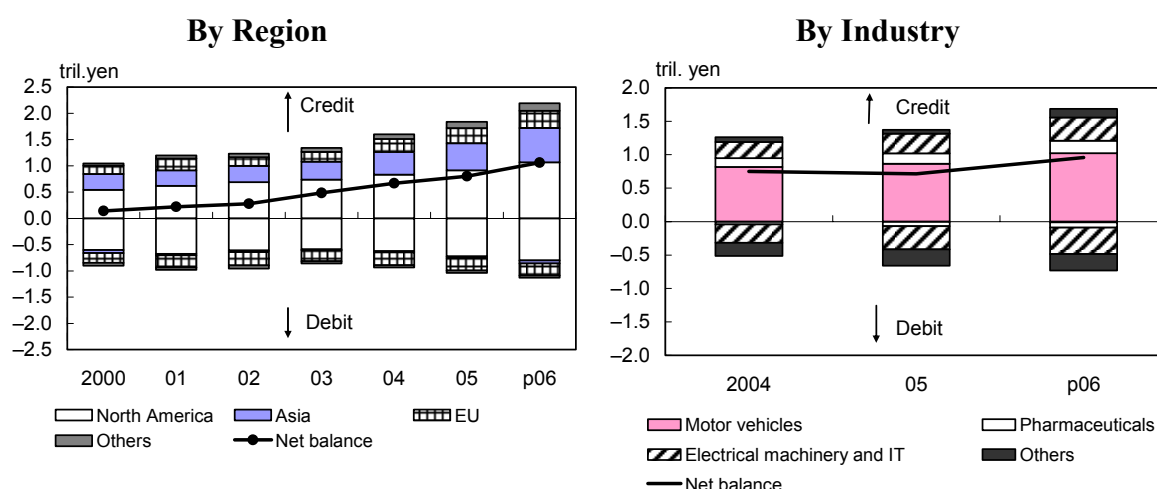 By Region
tril.yen
2.5
2.0
1.5
1.0
0.5
0.0
–0.5
–1.0
–1.5
–2.0
–2.5
Credit
Debit
2000 01 02 03 04 05 p06
North America Asia EU
Others Net balance
By Industry
tril. yen
2.0
1.5
1.0
0.5
0.0
–0.5
–1.0
–1.5
–2.0
Credit
Debit
2004 05 p06
Motor vehicles Pharmaceuticals
Electrical machinery and IT Others
Net balance